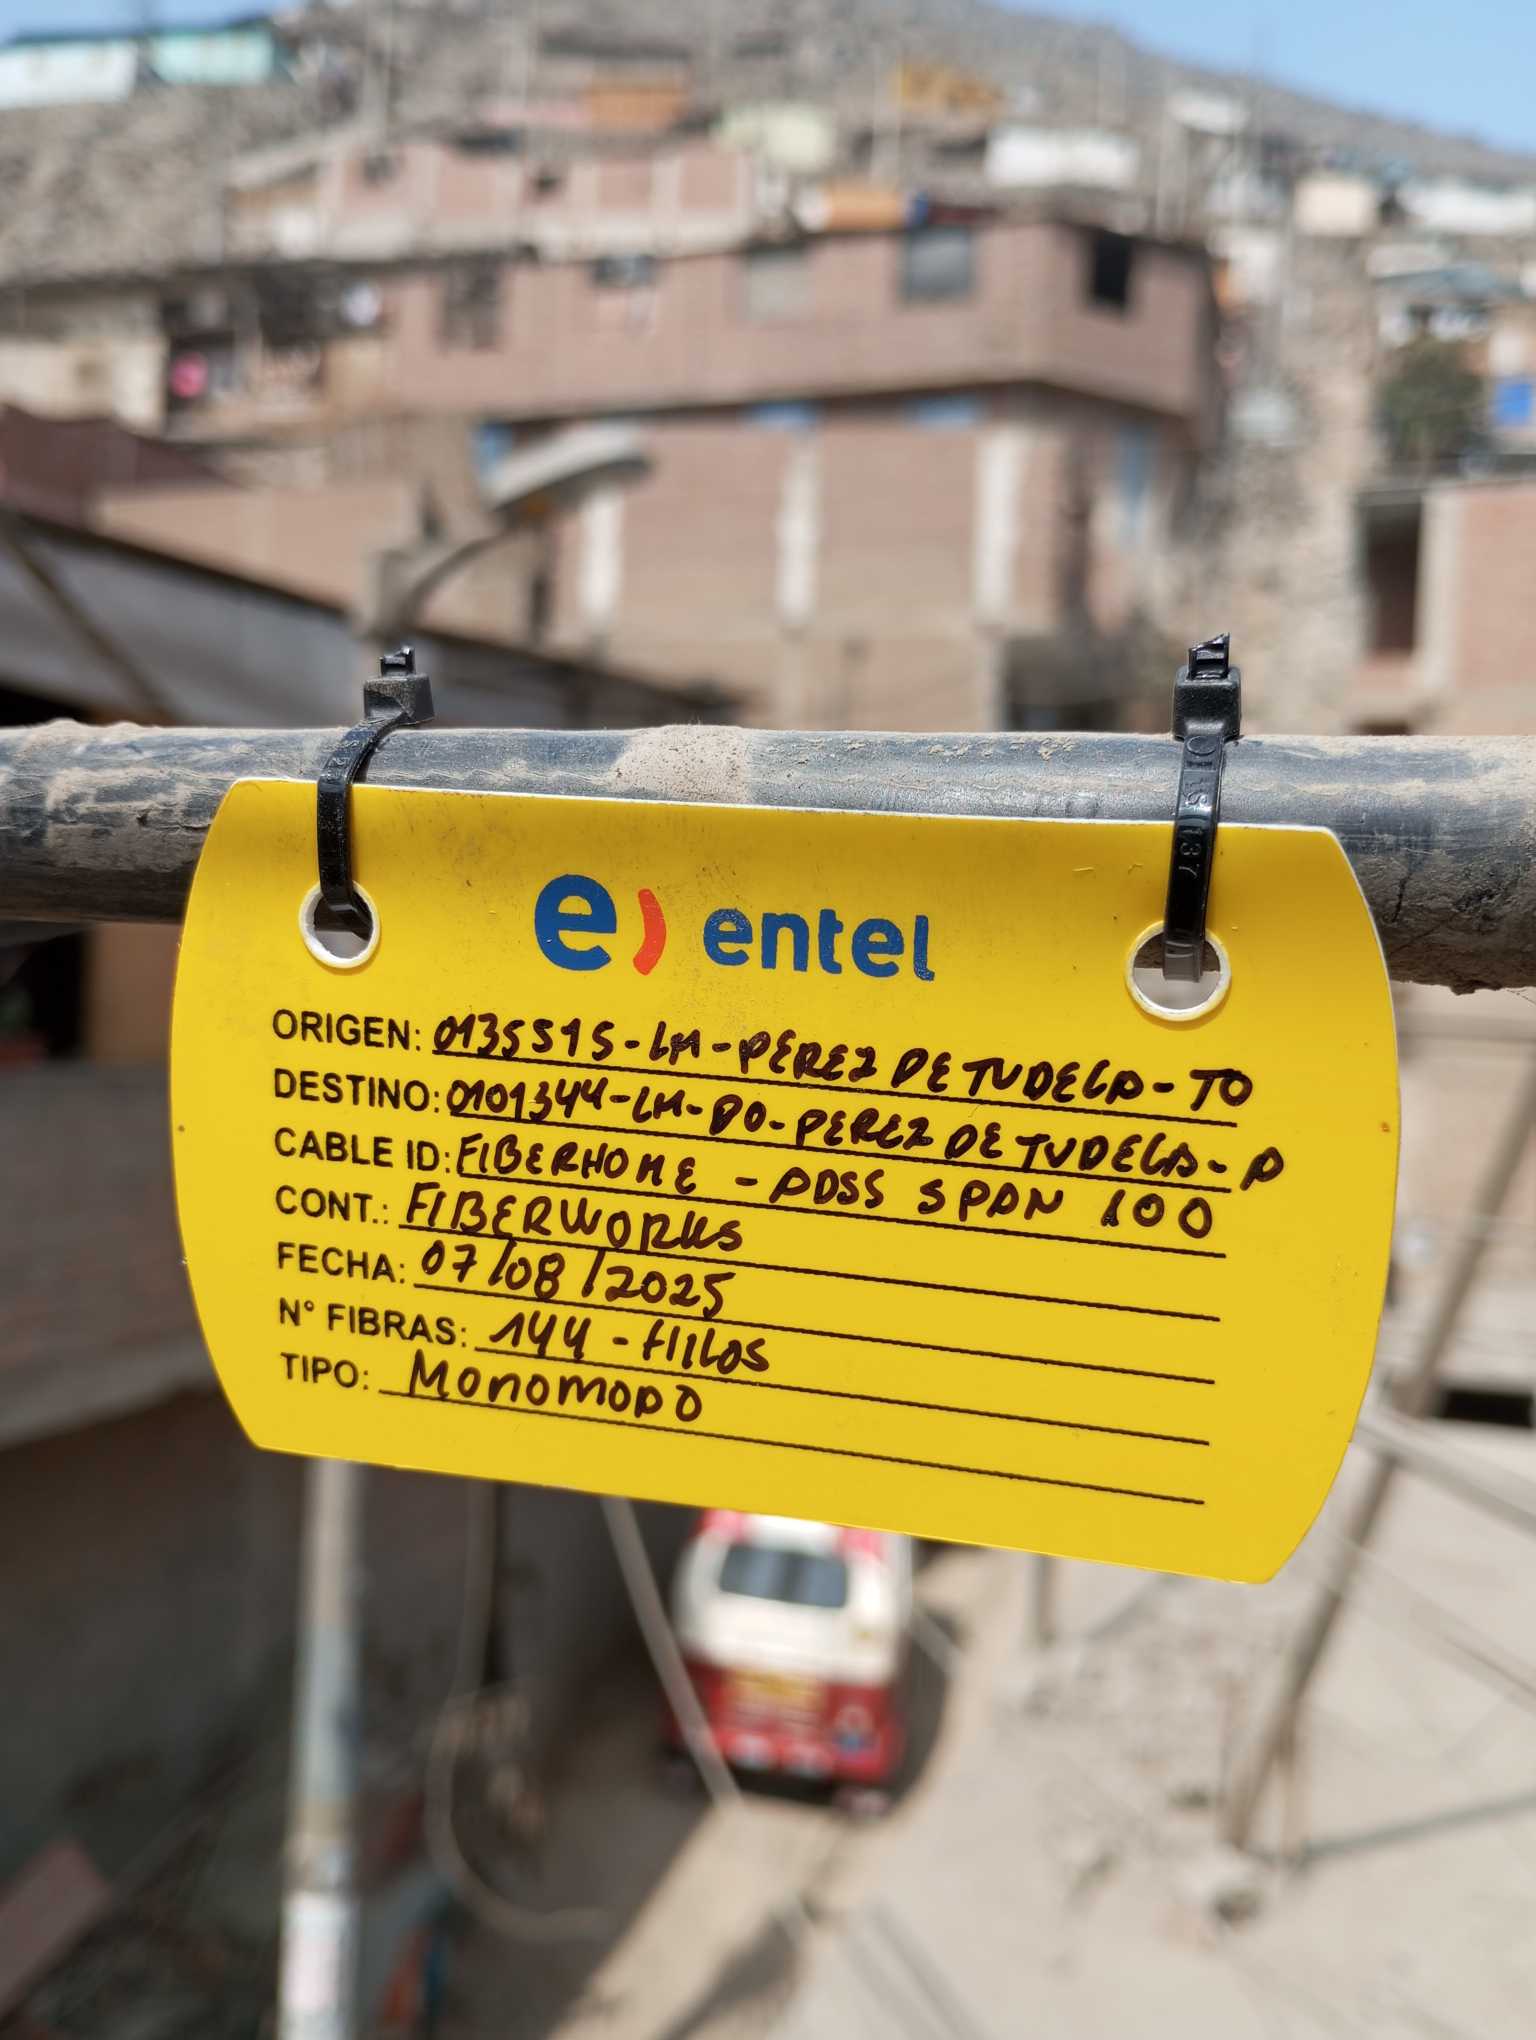 e) entel
ORIGEN: 0135515-LM-PEREZ DE TUDELA-TO
DESTINO: 0101344-LM-BO-PEREZ DE TUDELA-A
CABLE ID: FIBERHOME - ADSS SPAN 100
CONT.: FIBERWORKS
FECHA: 07/08/2025
N° FIBRAS: 144 - HILOS
TIPO: MONOMODO